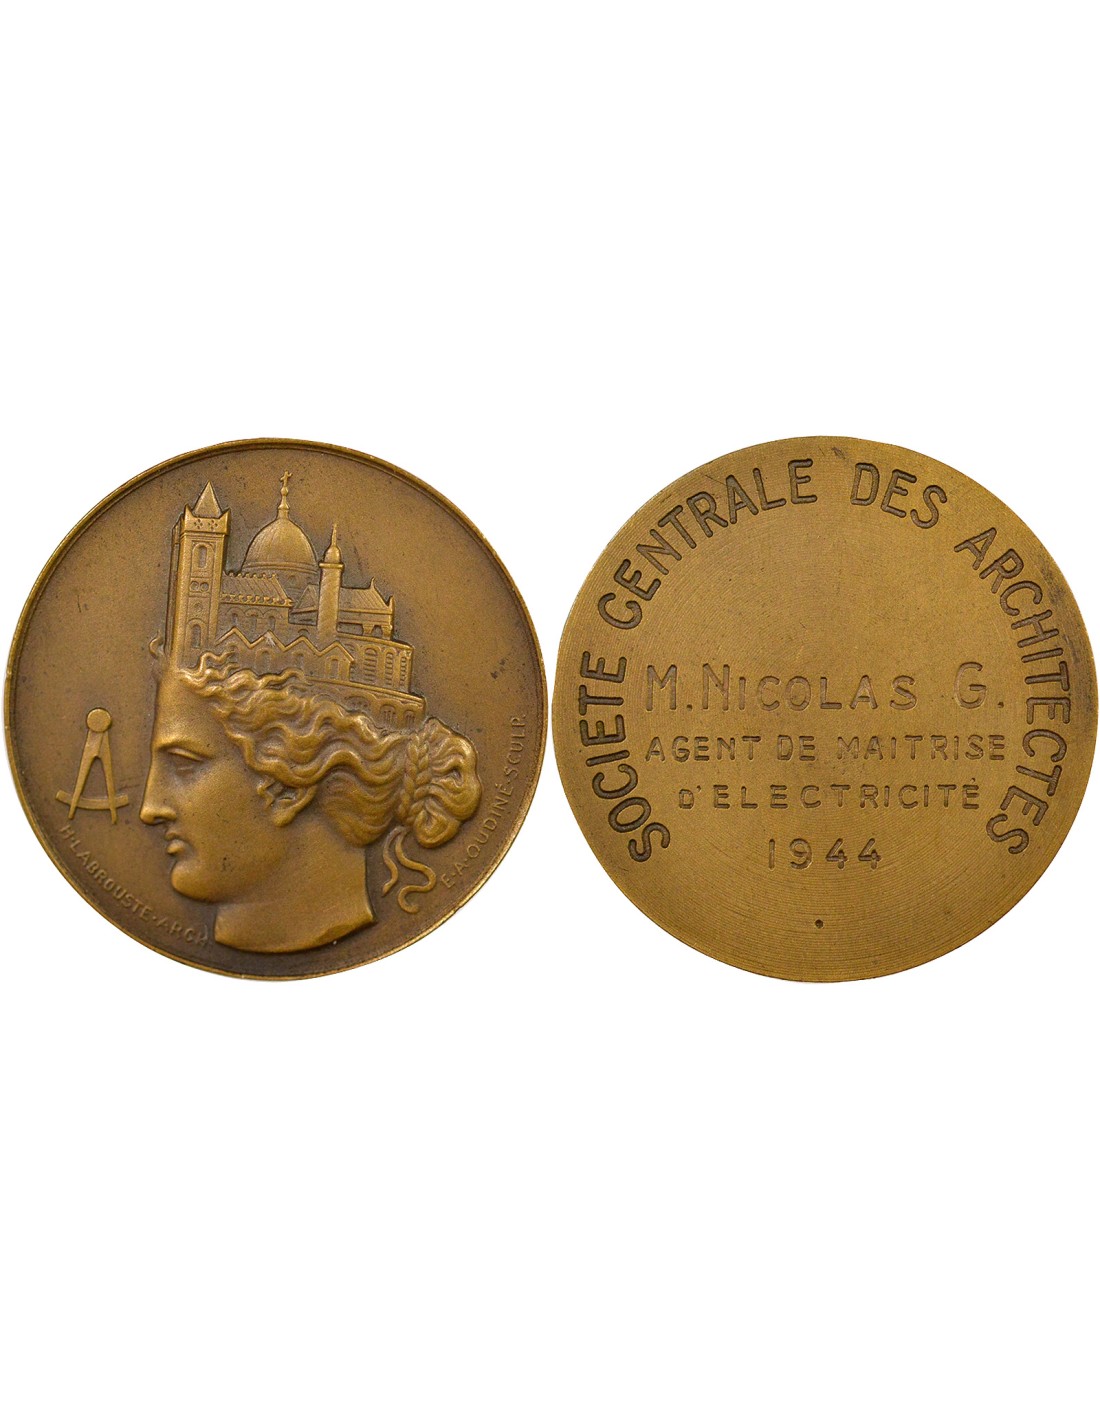 H·LABROUSTE·ARCH.
E·A·OUDINÉ·SCULP.
SOCIETE CENTRALE DES ARCHITECTES
M. NICOLAS G.
AGENT DE MAITRISE
D'ELECTRICITÉ
1944